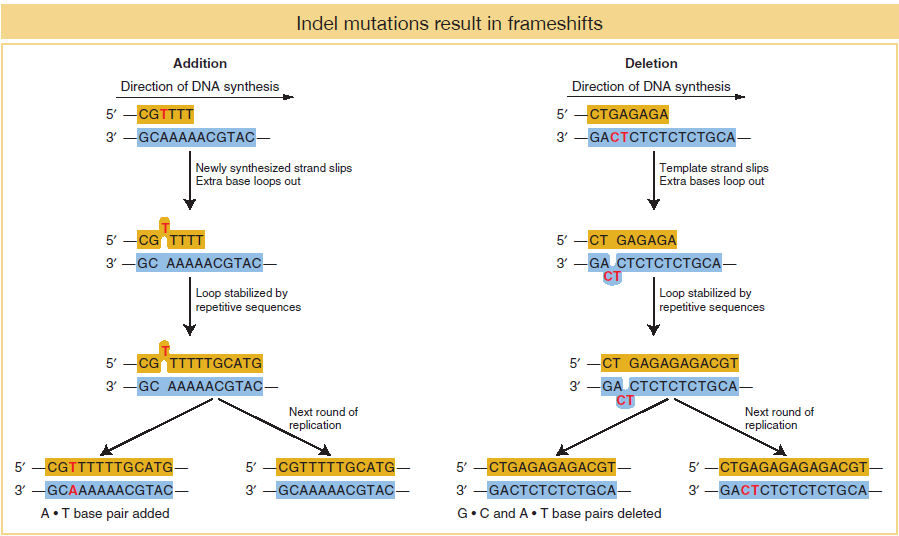 Indel mutations result in frameshifts
Addition
Direction of DNA synthesis
5′ CGTTTT
3′ GCAAAAACGTAC
Newly synthesized strand slips
Extra base loops out
T
5′ CG TTTT
3′ GC AAAAACGTAC
Loop stabilized by
repetitive sequences
T
5′ CG TTTTTGCATG
3′ GC AAAAACGTAC
Next round of
replication
5′ CGTTTTTTGCATG
3′ GCAAAAAACGTAC
A • T base pair added
5′ CGTTTTTGCATG
3′ GCAAAAACGTAC
Deletion
Direction of DNA synthesis
5′ CTGAGAGA
3′ GACTCTCTCTCTGCA
Template strand slips
Extra bases loop out
5′ CT GAGAGA
3′ GA CTCTCTCTGCA
CT
Loop stabilized by
repetitive sequences
5′ CT GAGAGAGACGT
3′ GA CTCTCTCTGCA
CT
Next round of
replication
5′ CTGAGAGAGACGT
3′ GACTCTCTCTGCA
G • C and A • T base pairs deleted
5′ CTGAGAGAGAGACGT
3′ GACTCTCTCTCTGCA